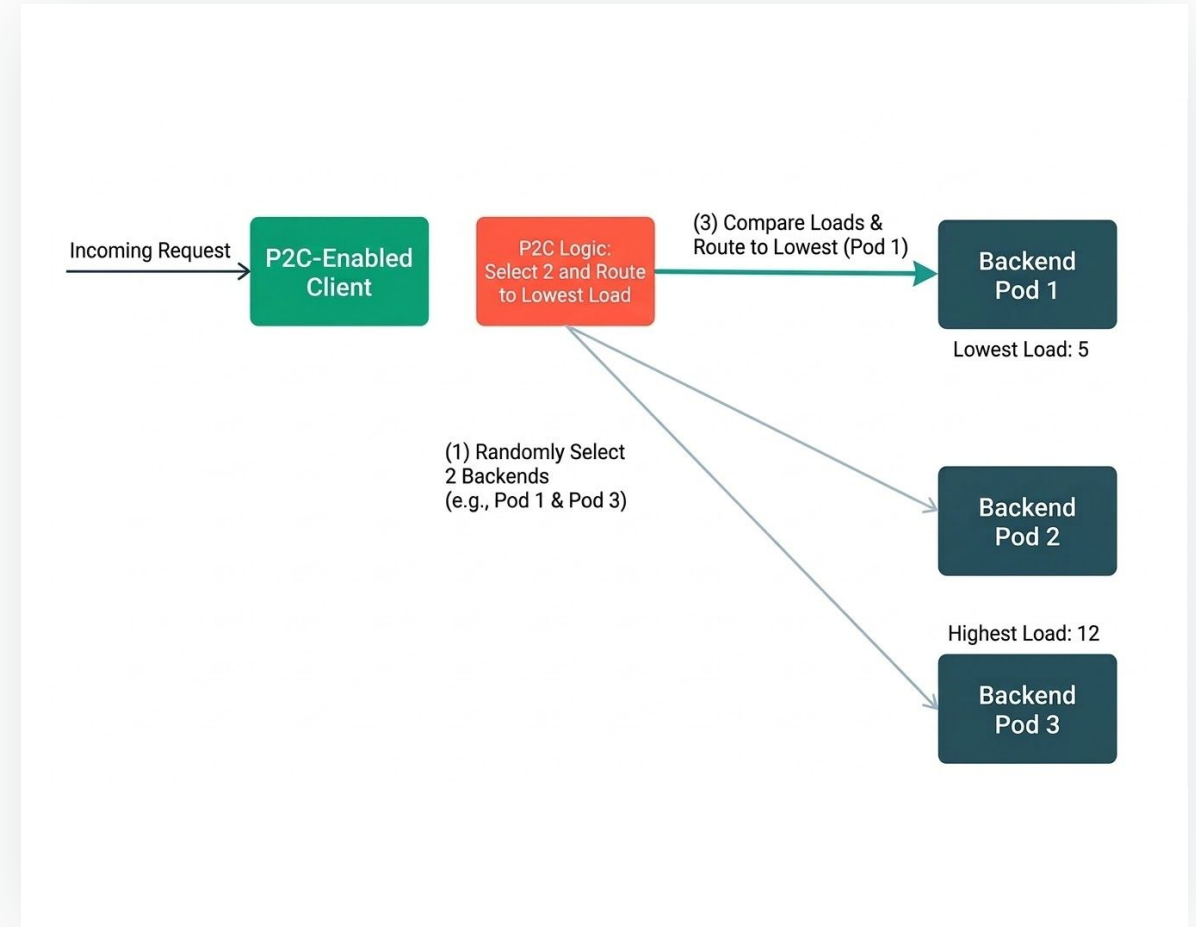 Incoming Request
P2C-Enabled
Client
P2C Logic:
Select 2 and Route
to Lowest Load
(3) Compare Loads &
Route to Lowest (Pod 1)
Backend
Pod 1
Lowest Load: 5
(1) Randomly Select
2 Backends
(e.g., Pod 1 & Pod 3)
Backend
Pod 2
Highest Load: 12
Backend
Pod 3